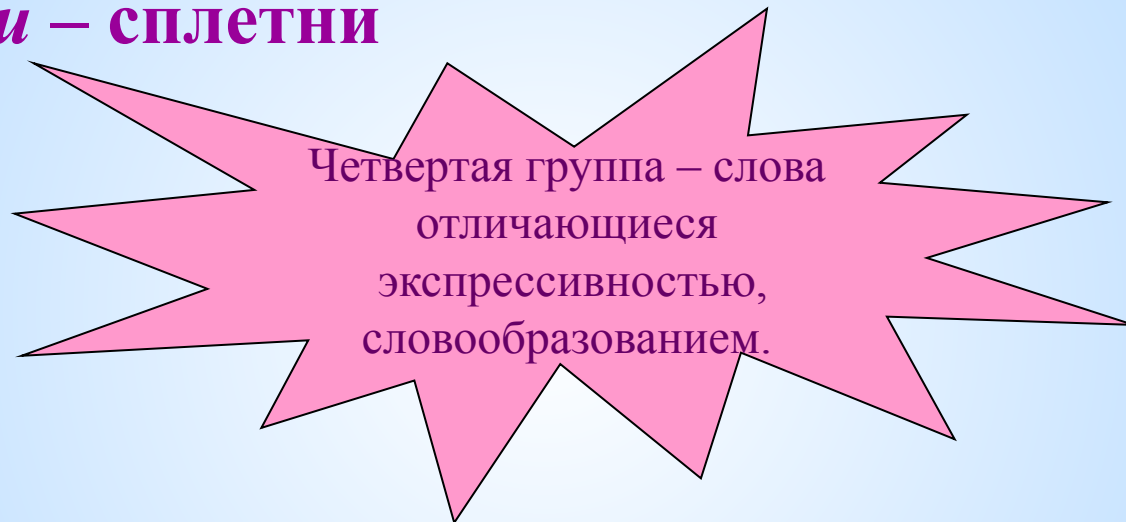 и – сплетни
Четвертая группа – слова
отличающиеся
экспрессивностью,
словообразованием.